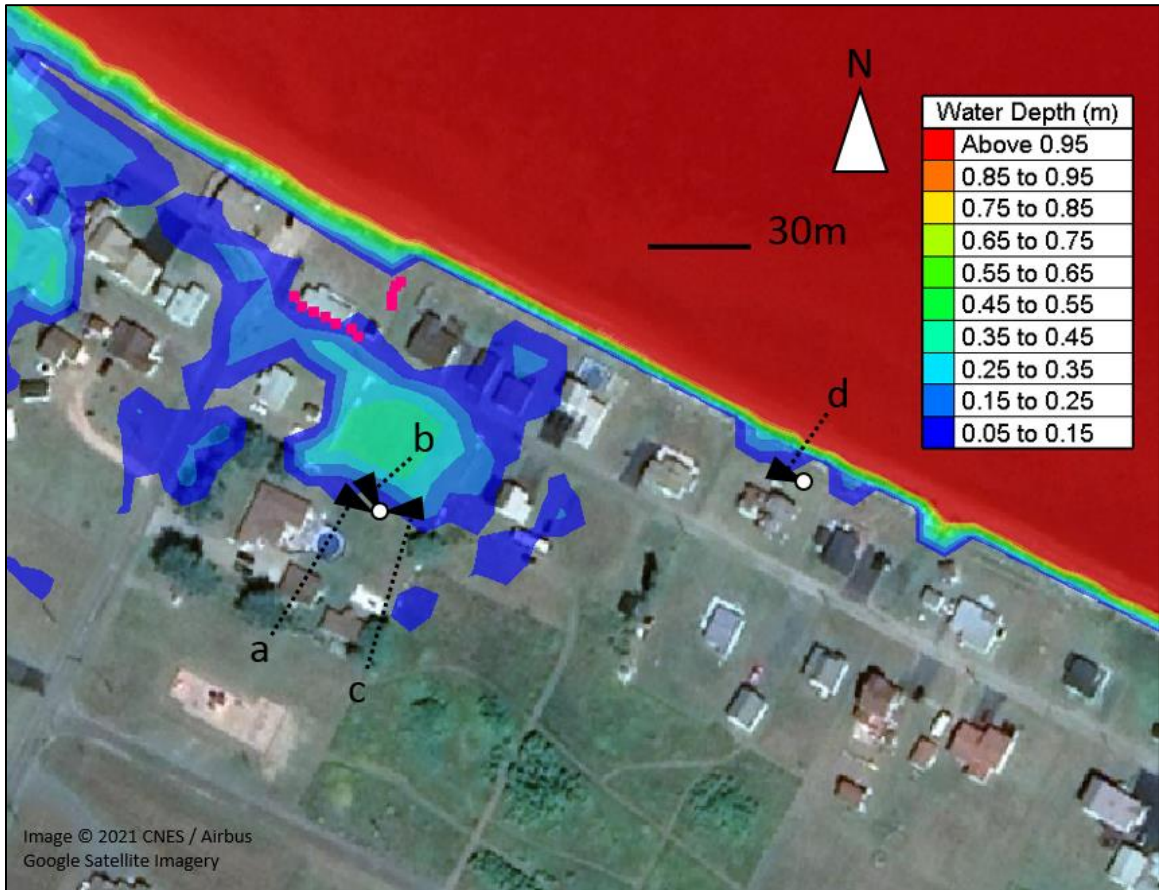 N
Water Depth (m)
Above 0.95
0.85 to 0.95
0.75 to 0.85
0.65 to 0.75
0.55 to 0.65
0.45 to 0.55
0.35 to 0.45
0.25 to 0.35
0.15 to 0.25
0.05 to 0.15
30m
d
b
a
c
Image © 2021 CNES / Airbus
Google Satellite Imagery